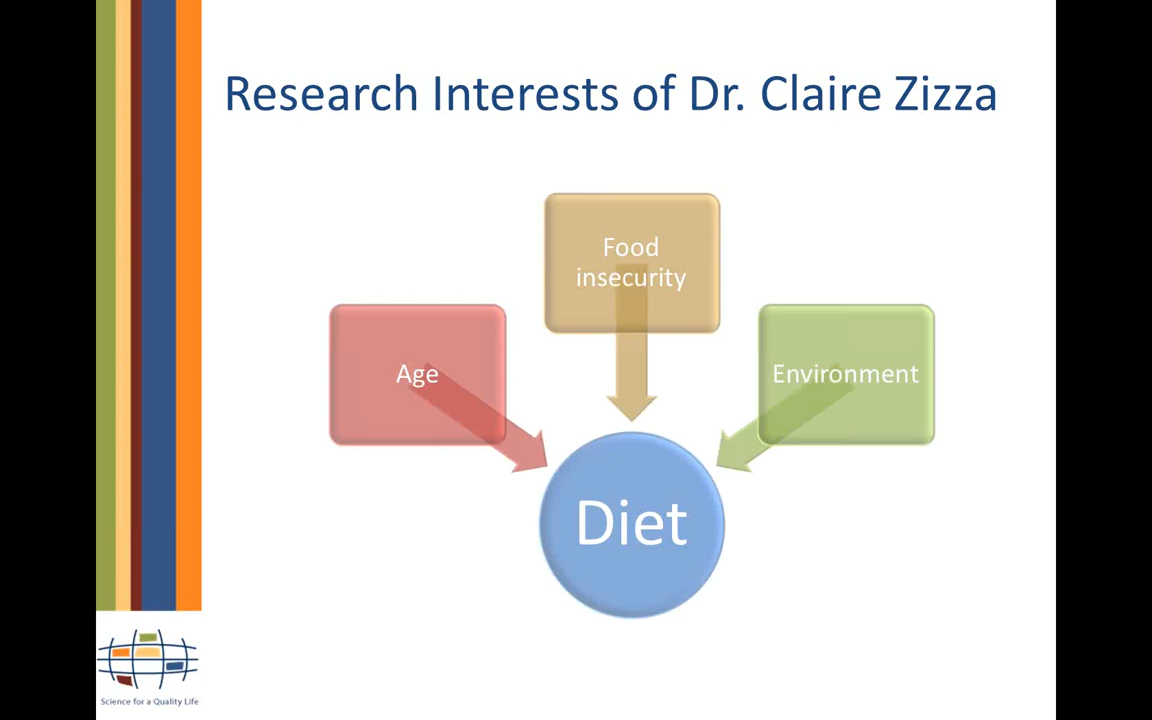 Research Interests of Dr. Claire Zizza
Food
insecurity
Age
Environment
Diet
Science for a Quality Life